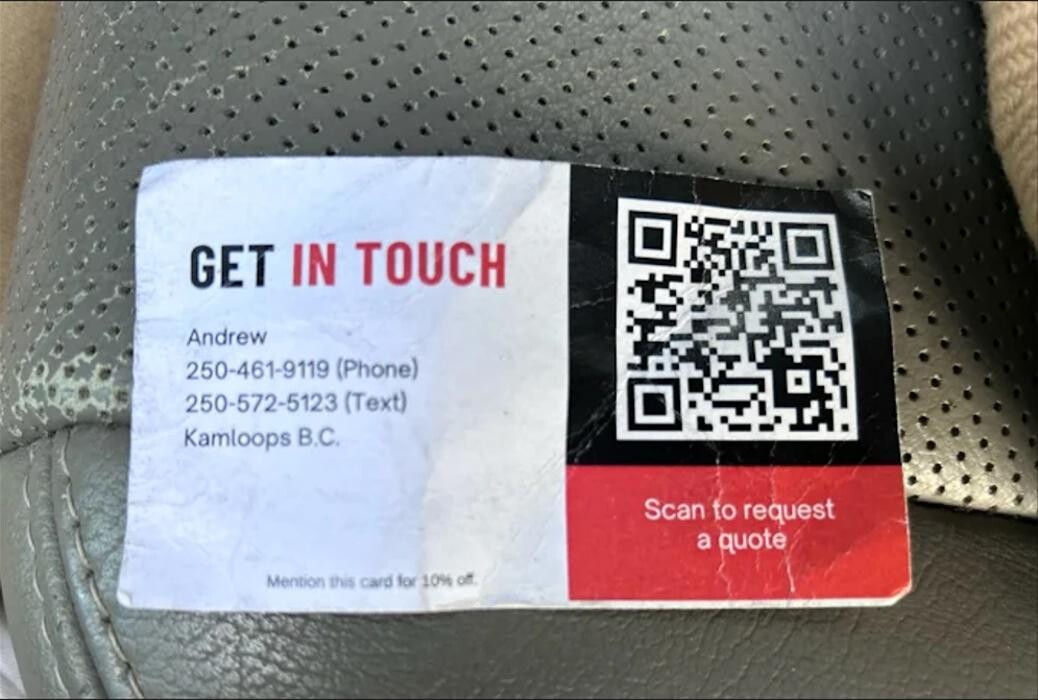 GET IN TOUCH
Andrew
250-461-9119 (Phone)
250-572-5123 (Text)
Kamloops B.C.
Mention this card for 10% off.
Scan to request
a quote